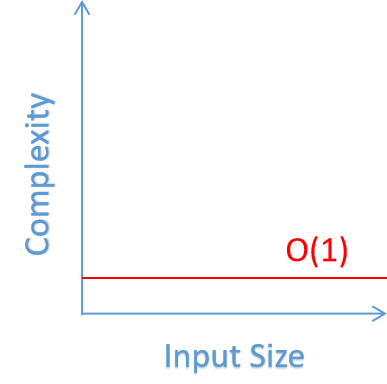 Complexity
O(1)
Input Size